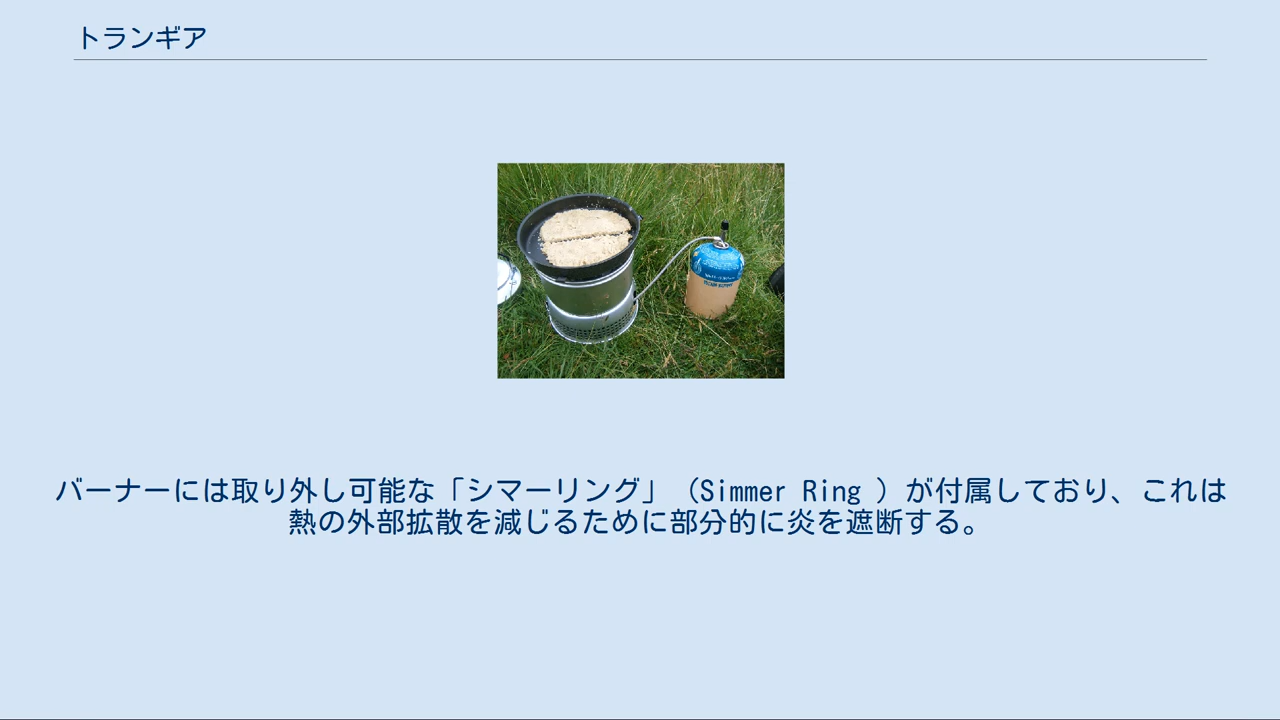 トランギア
バーナーには取り外し可能な「シマーリング」（Simmer Ring ）が付属しており、これは
熱の外部拡散を減じるために部分的に炎を遮断する。